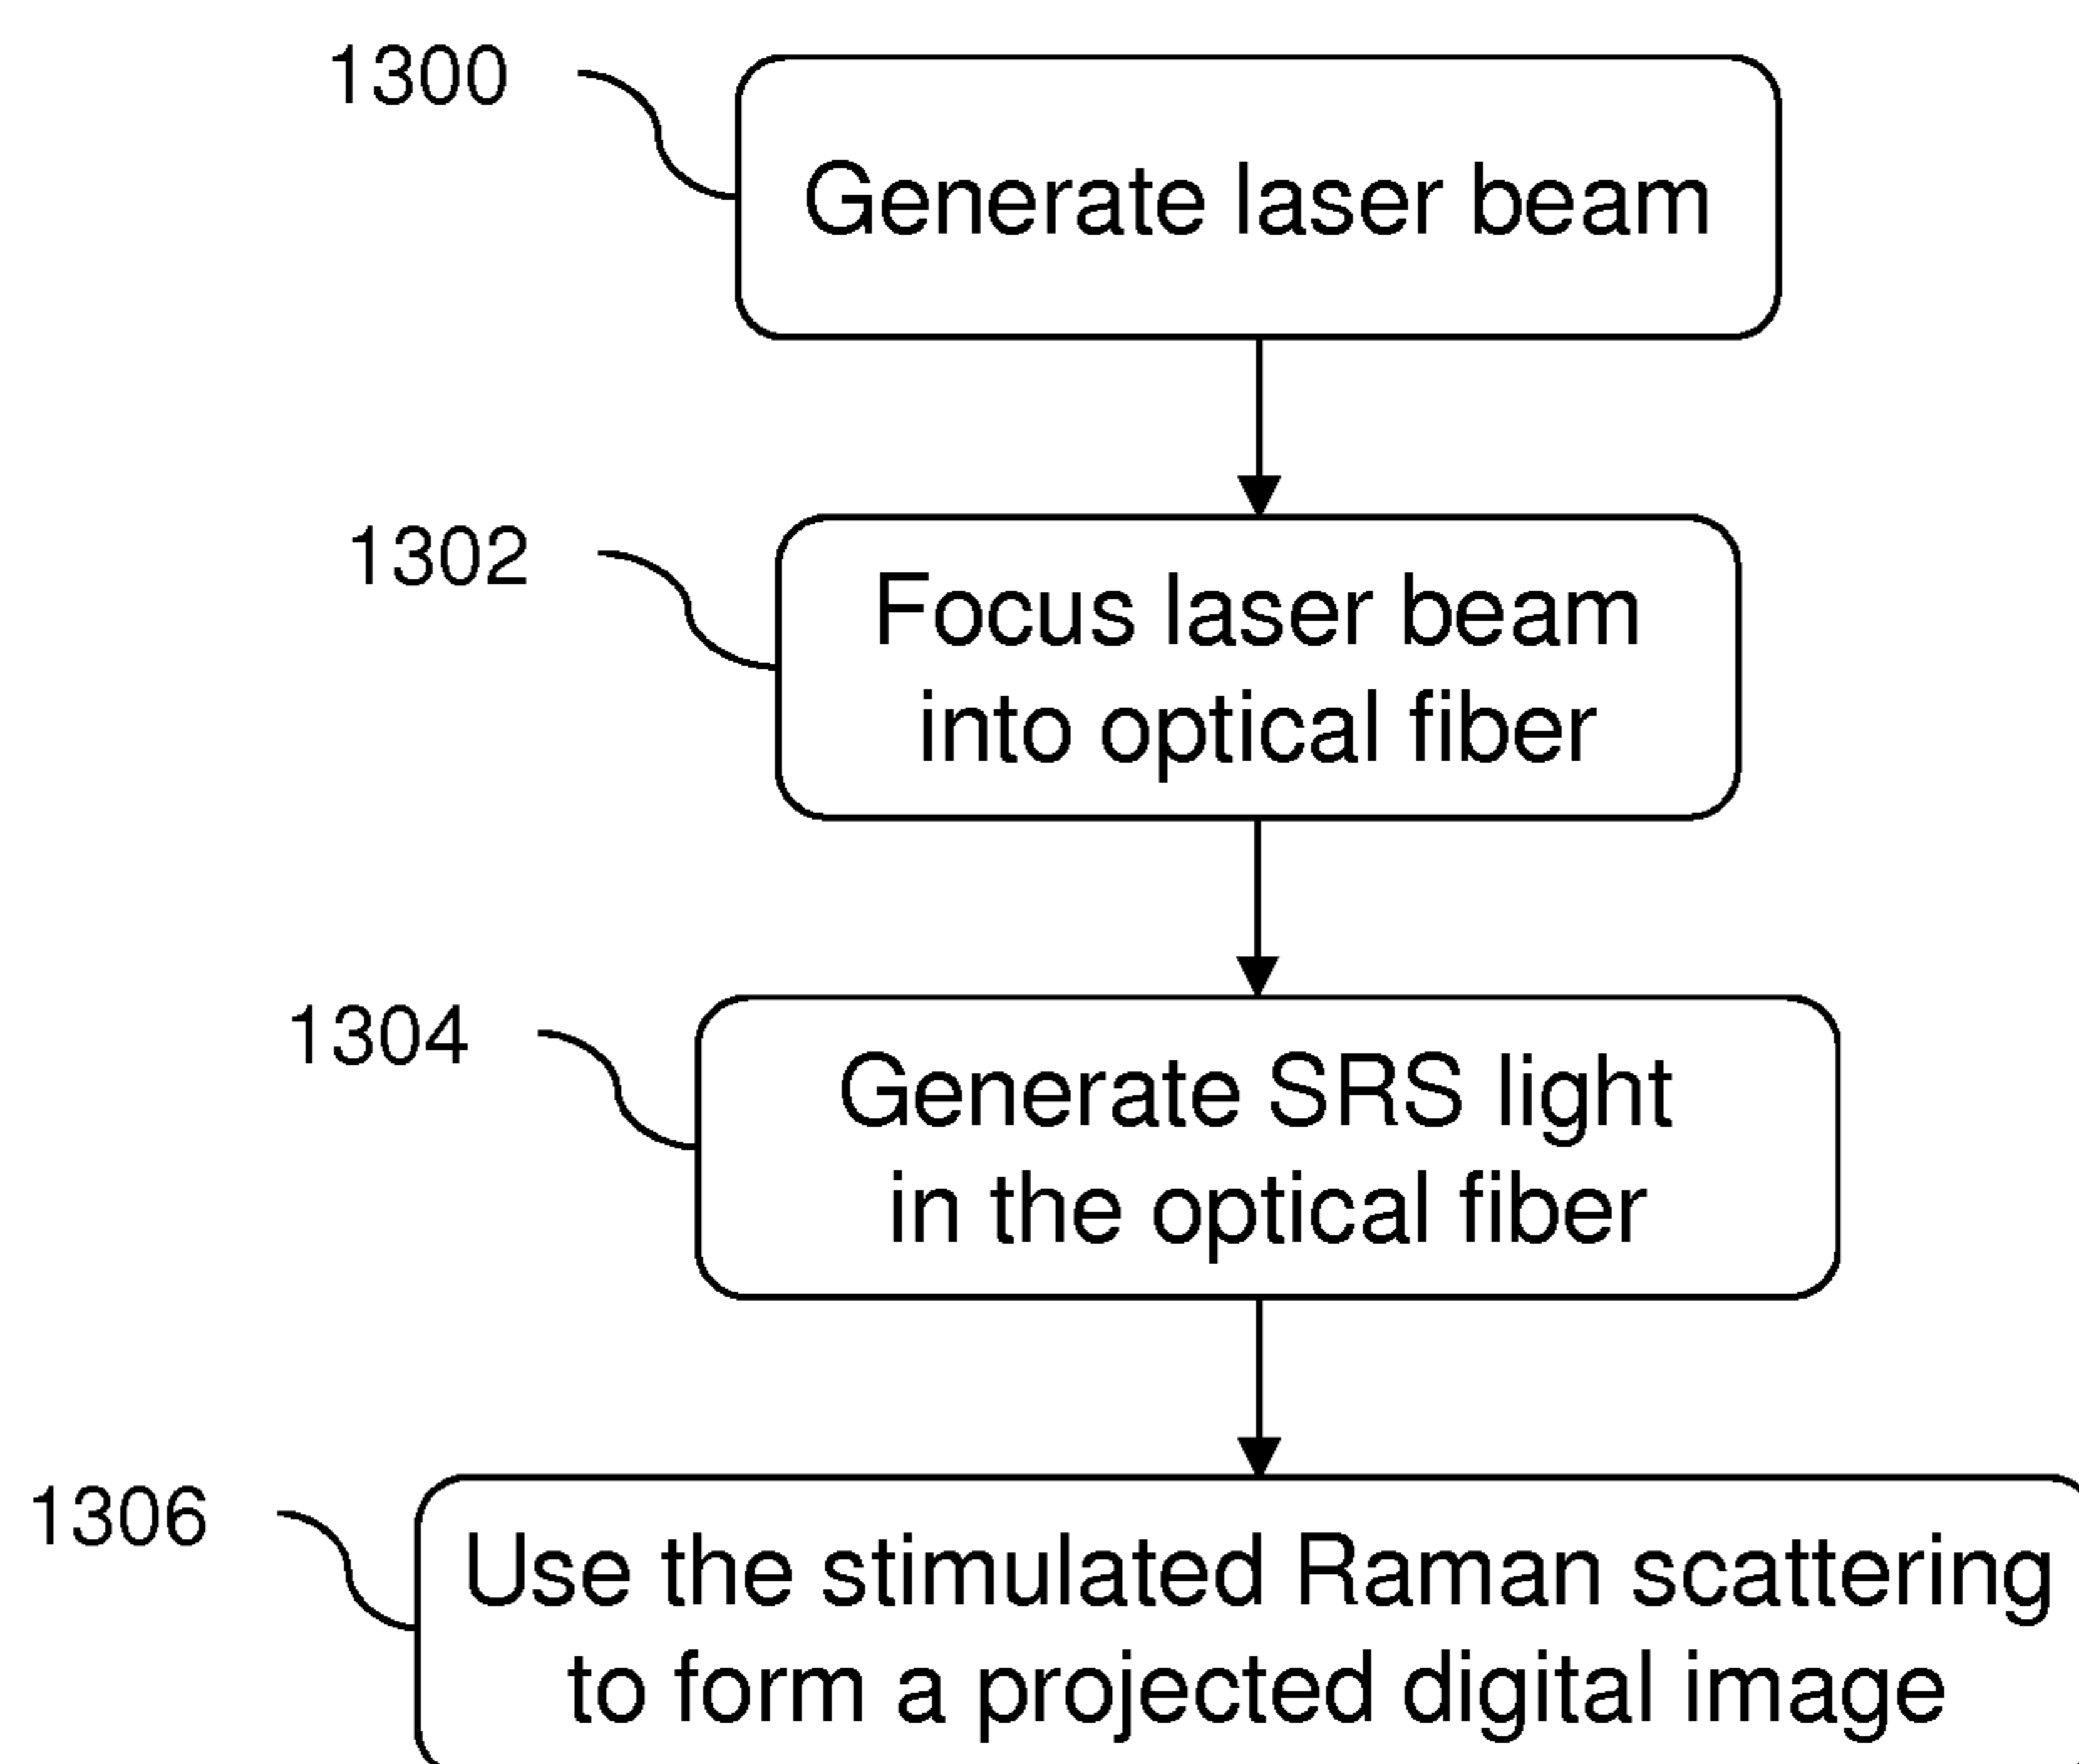 1300
Generate laser beam
1302
Focus laser beam
into optical fiber
1304
Generate SRS light
in the optical fiber
1306
Use the stimulated Raman scattering
to form a projected digital image